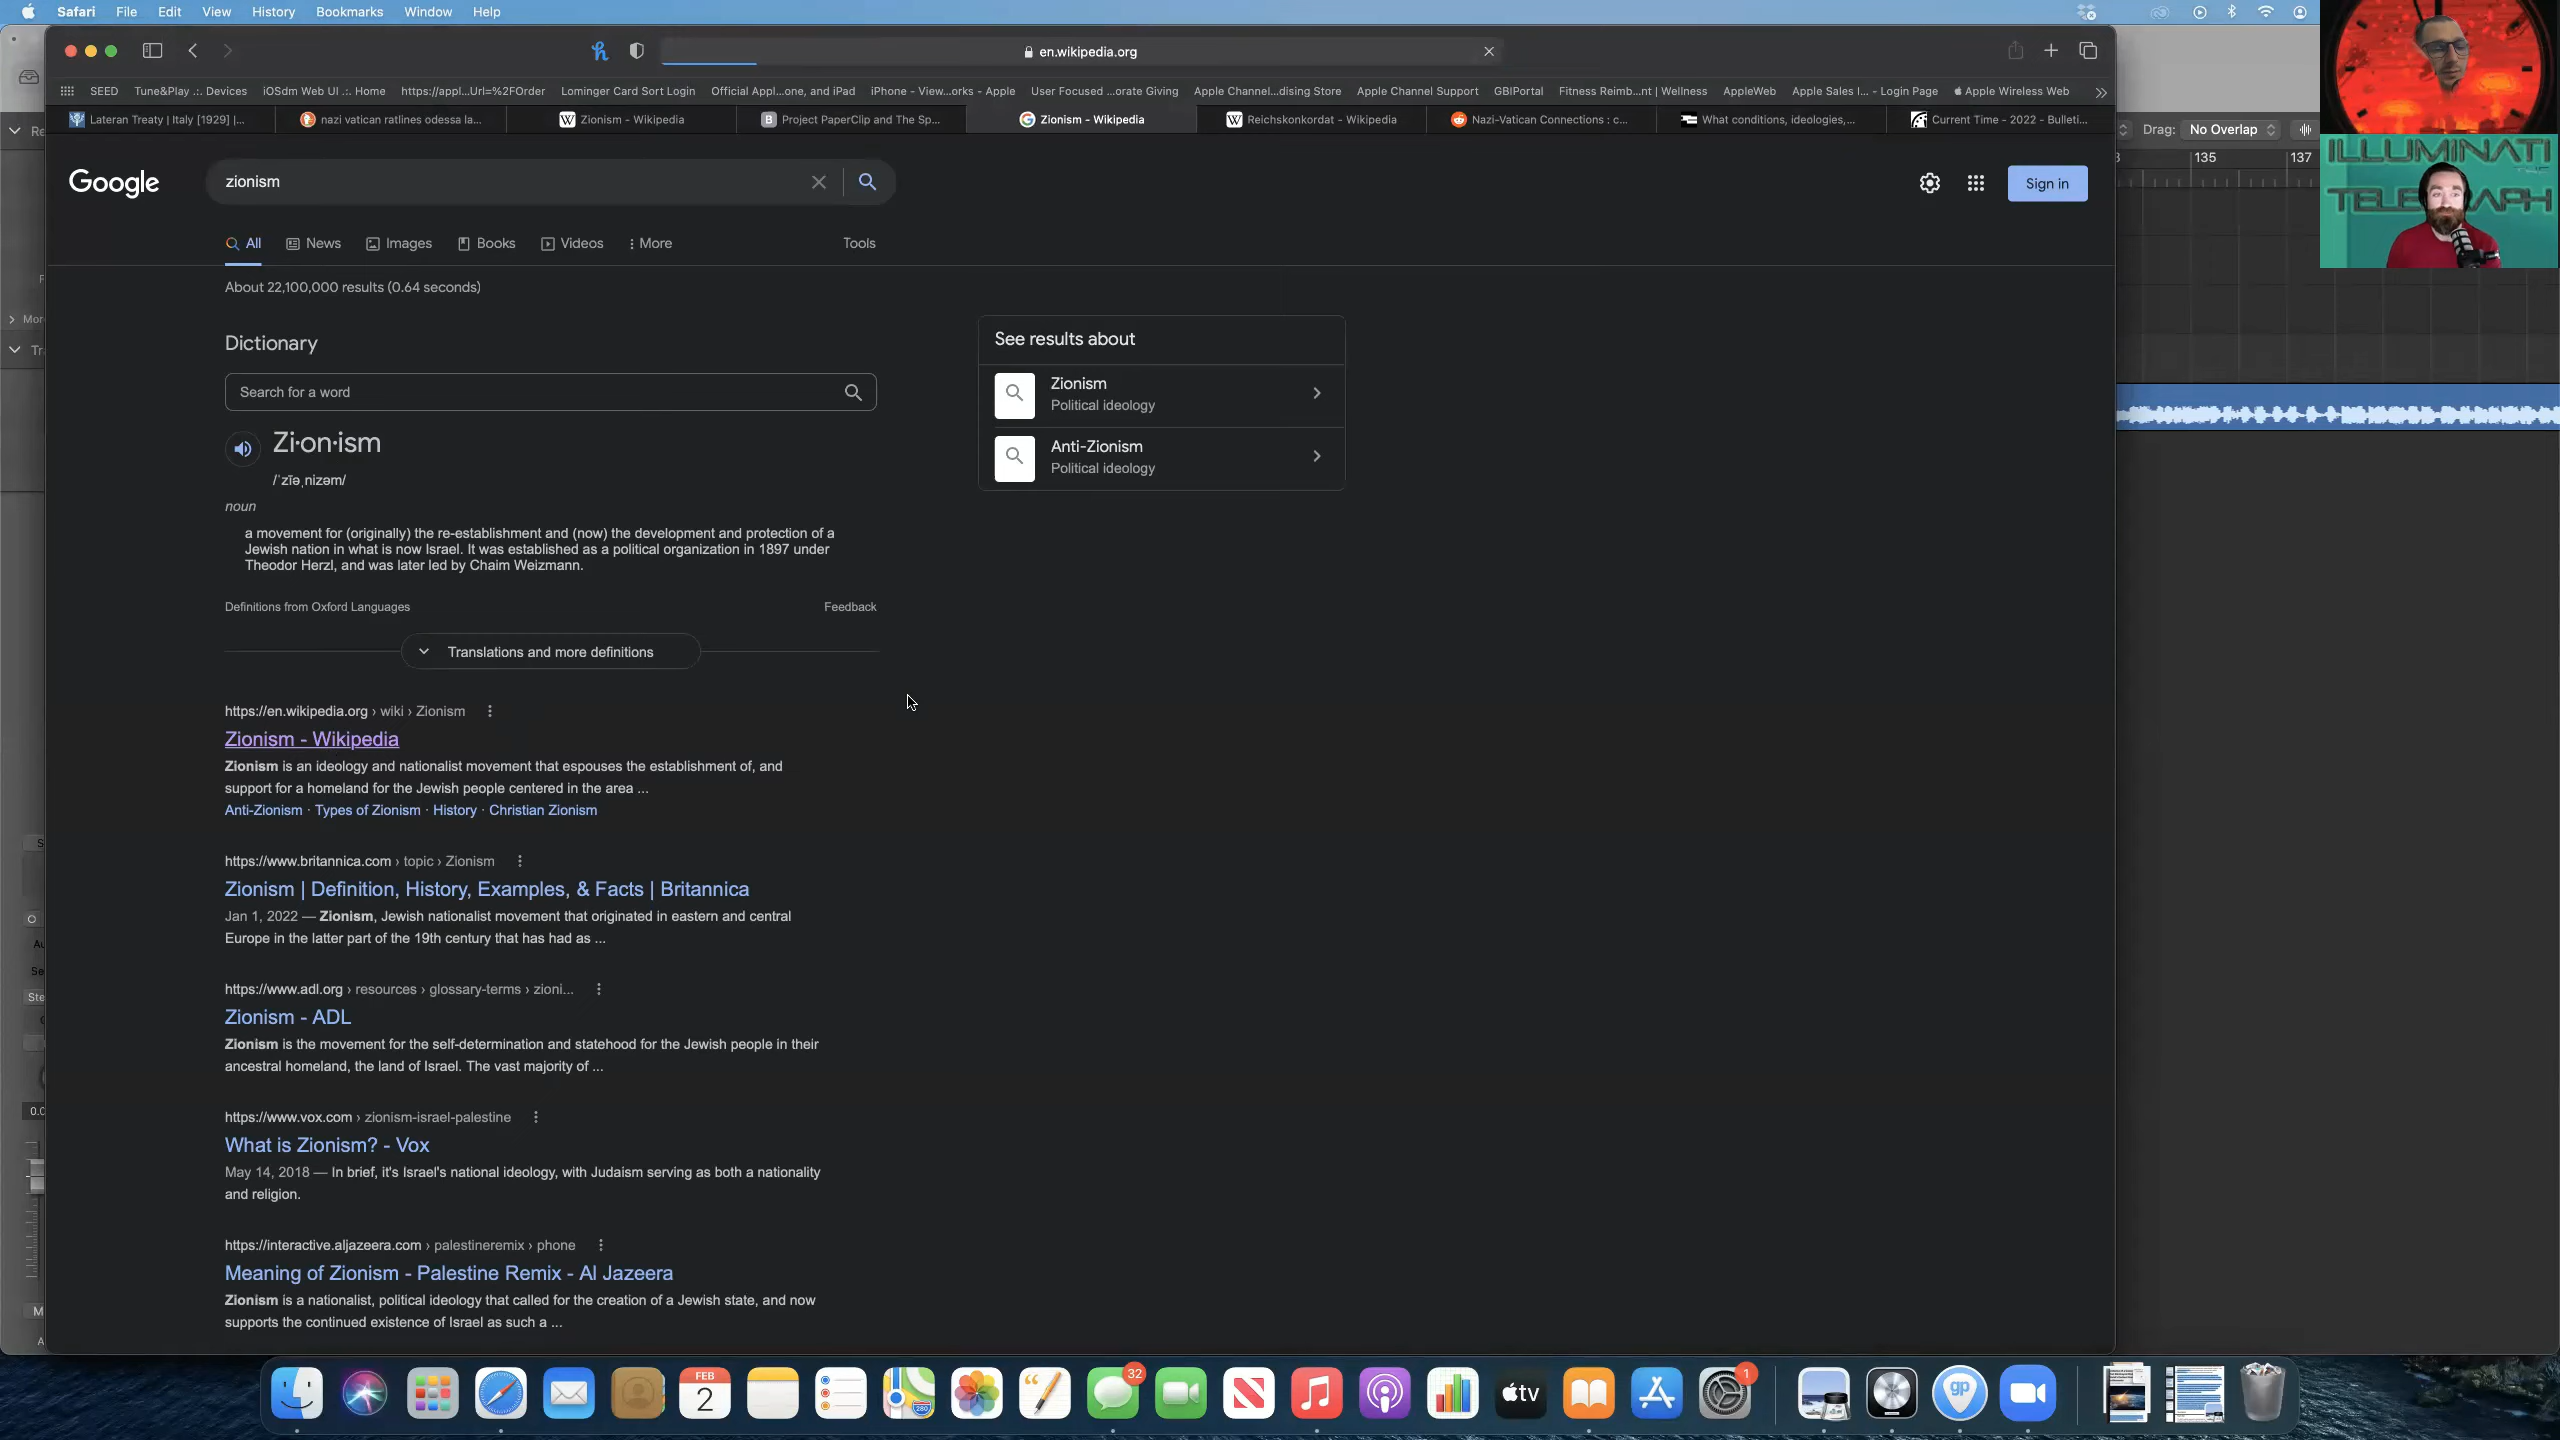 Safari File Edit View History Bookmarks Window Help
en.wikipedia.org
SEED Tune&Play .:. Devices iOSdm Web UI .:. Home https://appl...Url=%2FOrder Lominger Card Sort Login Official Appl...one, and iPad iPhone - View...orks - Apple User Focused ...orate Giving Apple Channel...dising Store Apple Channel Support GBIPortal Fitness Reimb...nt | Wellness AppleWeb Apple Sales I... - Login Page Apple Wireless Web
Lateran Treaty | Italy [1929] |... nazi vatican ratlines odessa la... Zionism - Wikipedia Project PaperClip and The Sp... Zionism - Wikipedia Reichskonkordat - Wikipedia Nazi-Vatican Connections : c... What conditions, ideologies,... Current Time - 2022 - Bulleti...
Drag: No Overlap
135 137
ILLUMINATI
TELEGRAPH
Google
zionism
Sign in
All News Images Books Videos More Tools
About 22,100,000 results (0.64 seconds)
Dictionary
Search for a word
Zi·on·ism
/ˈzīəˌnizəm/
noun
a movement for (originally) the re-establishment and (now) the development and protection of a
Jewish nation in what is now Israel. It was established as a political organization in 1897 under
Theodor Herzl, and was later led by Chaim Weizmann.
Definitions from Oxford Languages Feedback
Translations and more definitions
See results about
Zionism
Political ideology
Anti-Zionism
Political ideology
https://en.wikipedia.org › wiki › Zionism
Zionism - Wikipedia
Zionism is an ideology and nationalist movement that espouses the establishment of, and
support for a homeland for the Jewish people centered in the area ...
Anti-Zionism · Types of Zionism · History · Christian Zionism
https://www.britannica.com › topic › Zionism
Zionism | Definition, History, Examples, & Facts | Britannica
Jan 1, 2022 — Zionism, Jewish nationalist movement that originated in eastern and central
Europe in the latter part of the 19th century that has had as ...
https://www.adl.org › resources › glossary-terms › zioni...
Zionism - ADL
Zionism is the movement for the self-determination and statehood for the Jewish people in their
ancestral homeland, the land of Israel. The vast majority of ...
https://www.vox.com › zionism-israel-palestine
What is Zionism? - Vox
May 14, 2018 — In brief, it's Israel's national ideology, with Judaism serving as both a nationality
and religion.
https://interactive.aljazeera.com › palestineremix › phone
Meaning of Zionism - Palestine Remix - Al Jazeera
Zionism is a nationalist, political ideology that called for the creation of a Jewish state, and now
supports the continued existence of Israel as such a ...
FEB
2
280
32
tv
1
gp